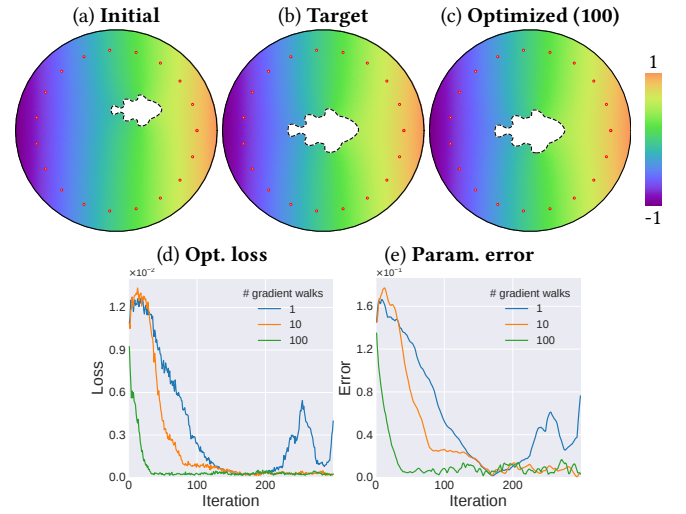 (a) Initial (b) Target (c) Optimized (100)
1
-1
(d) Opt. loss (e) Param. error
×10⁻² ×10⁻¹
# gradient walks
1
10
100
1.2
0.9
0.6
0.3
0.0
Loss
0 100 200
Iteration
# gradient walks
1
10
100
1.6
1.2
0.8
0.4
0.0
Error
0 100 200
Iteration